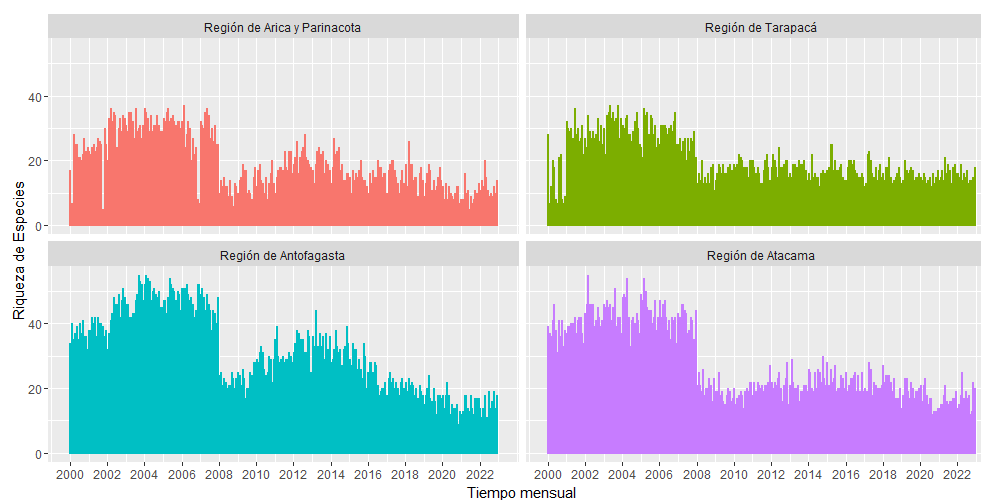 Región de Arica y Parinacota
Región de Tarapacá
40
20
0
Región de Antofagasta
Región de Atacama
40
20
0
Riqueza de Especies
2000 2002 2004 2006 2008 2010 2012 2014 2016 2018 2020 2022
2000 2002 2004 2006 2008 2010 2012 2014 2016 2018 2020 2022
Tiempo mensual